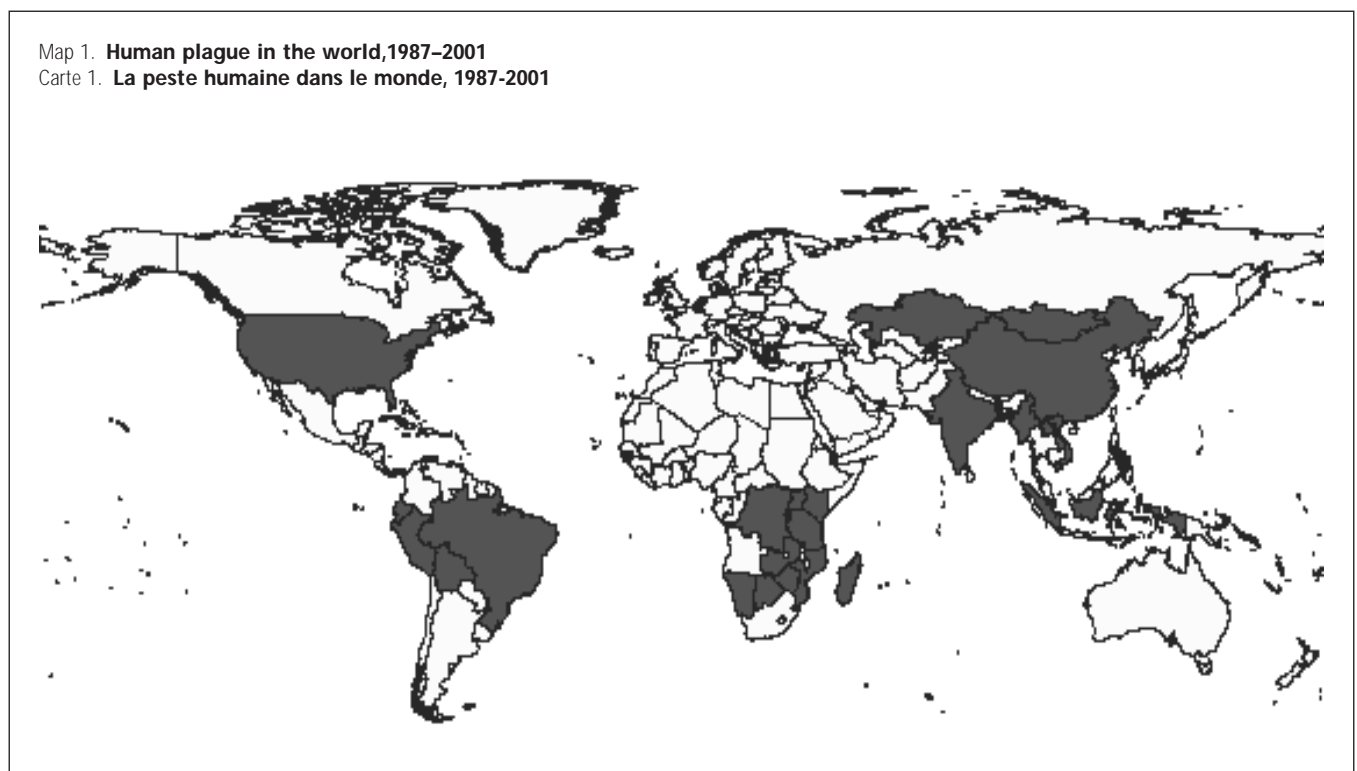 Map 1. Human plague in the world,1987–2001
Carte 1. La peste humaine dans le monde, 1987-2001